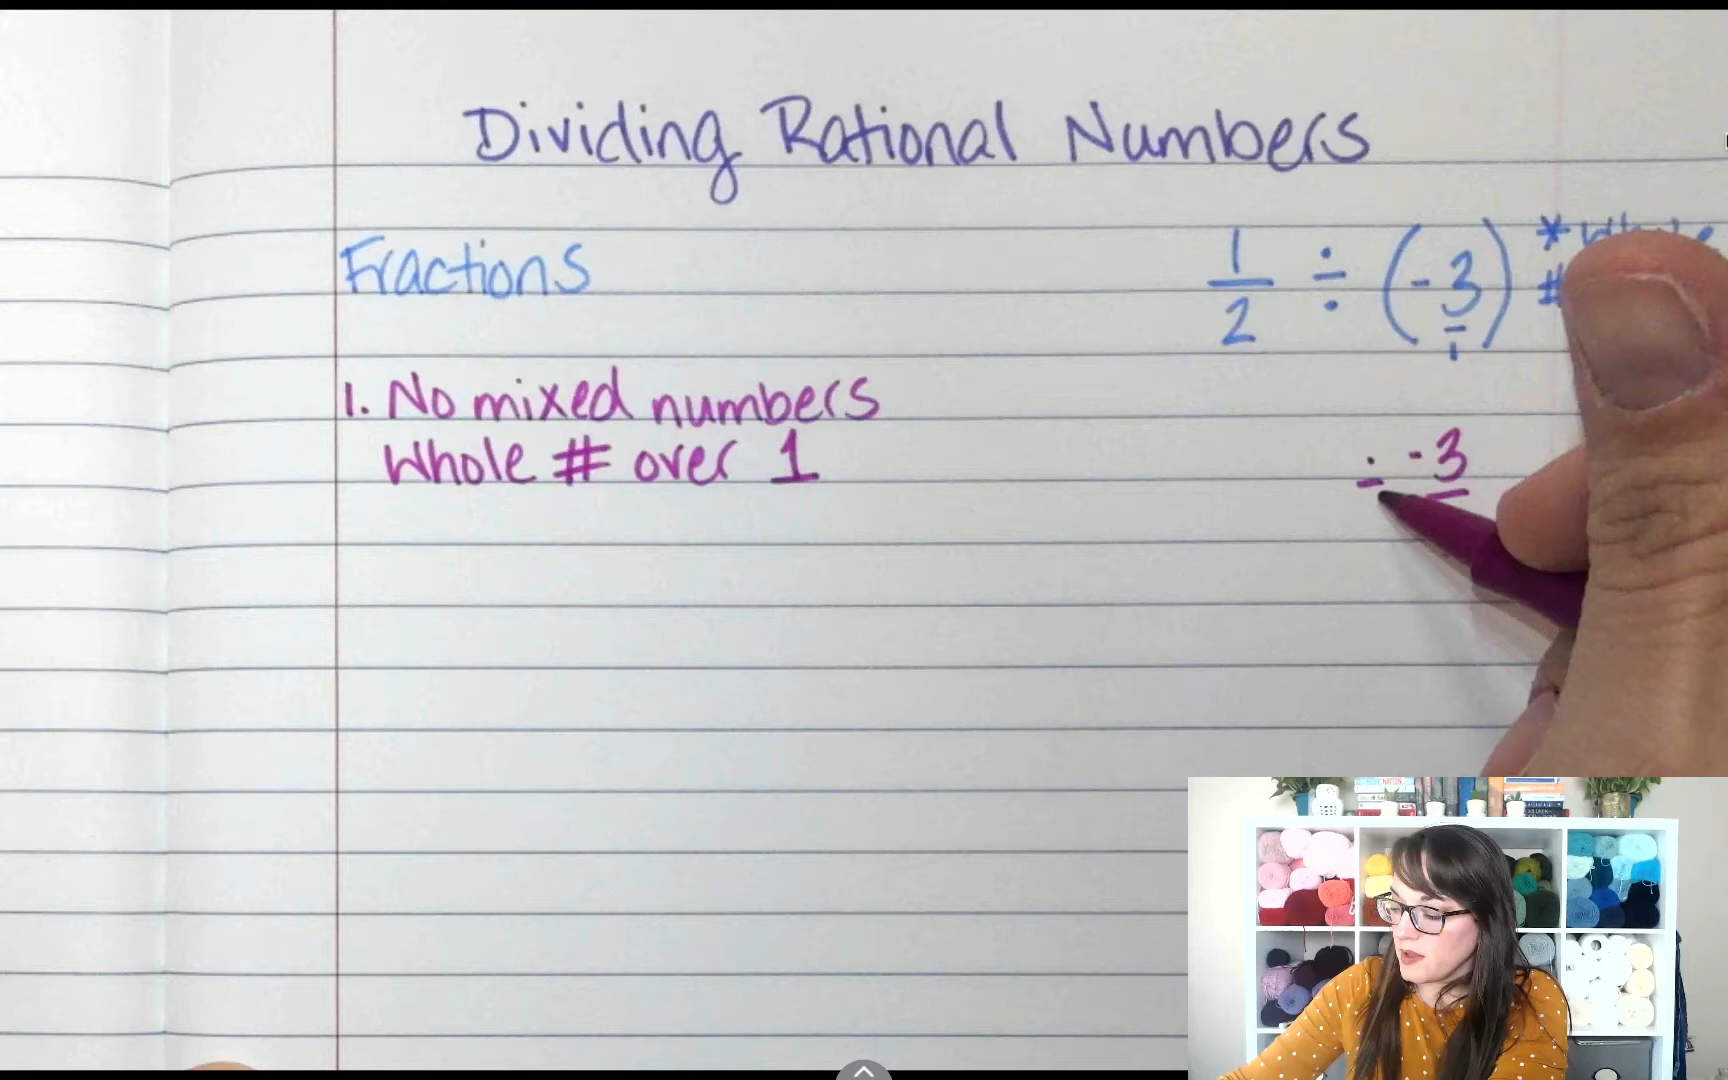 Dividing Rational Numbers
Fractions
1/2 ÷ (-3/1) *
#
1. No mixed numbers
Whole # over 1
÷ -3